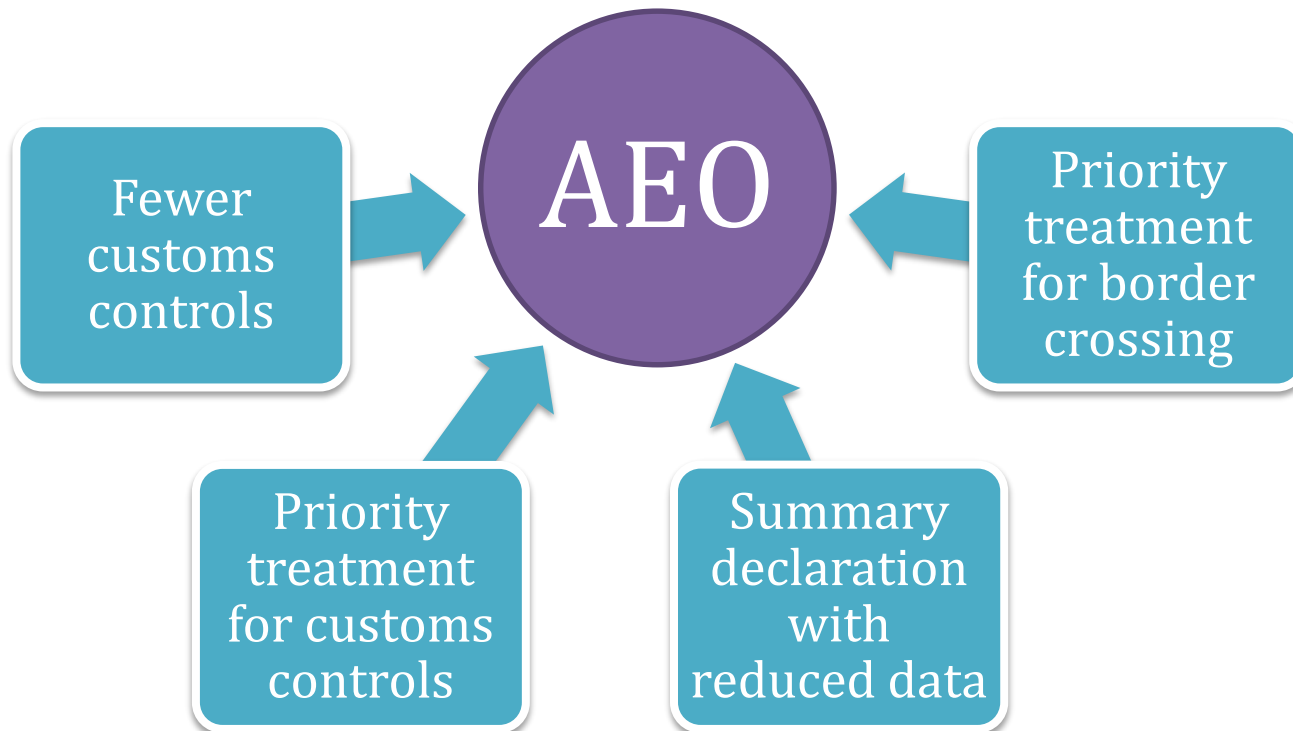 AEO
Fewer
customs
controls
Priority
treatment
for border
crossing
Priority
treatment
for customs
controls
Summary
declaration
with
reduced data